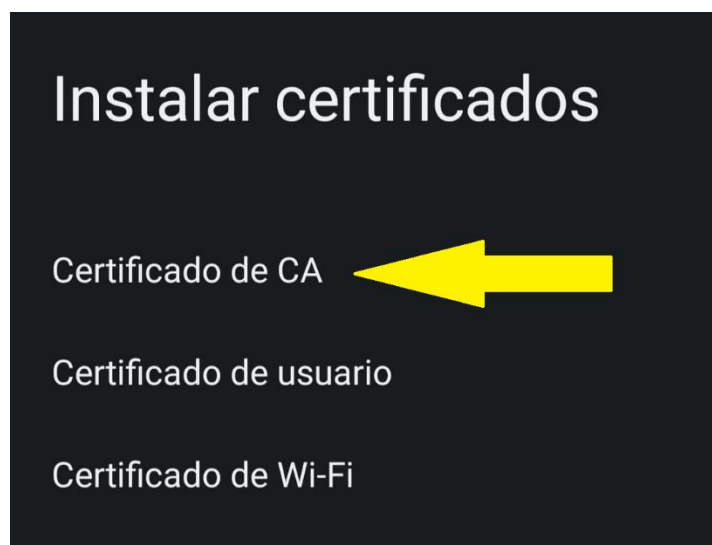 Instalar certificados
Certificado de CA
Certificado de usuario
Certificado de Wi-Fi